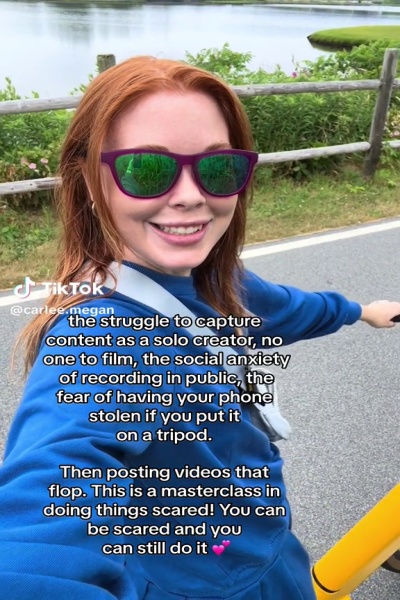 TikTok
@carlee.megan
the struggle to capture
content as a solo creator, no
one to film, the social anxiety
of recording in public, the
fear of having your phone
stolen if you put it
on a tripod.
Then posting videos that
flop. This is a masterclass in
doing things scared! You can
be scared and you
can still do it 💕